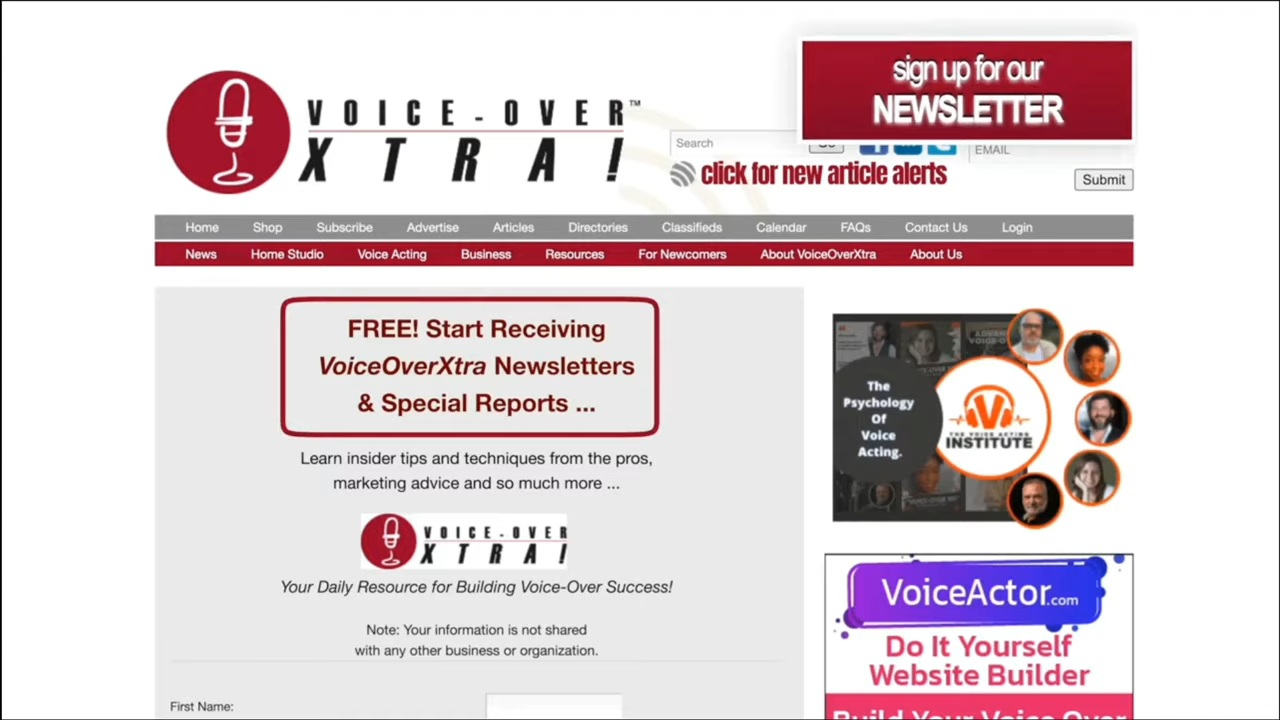 sign up for our
NEWSLETTER
VOICE-OVER™
XTRA!
Search
EMAIL
click for new article alerts
Submit
Home Shop Subscribe Advertise Articles Directories Classifieds Calendar FAQs Contact Us Login
News Home Studio Voice Acting Business Resources For Newcomers About VoiceOverXtra About Us
FREE! Start Receiving
VoiceOverXtra Newsletters
& Special Reports ...
Learn insider tips and techniques from the pros,
marketing advice and so much more ...
VOICE-OVER
XTRA!
Your Daily Resource for Building Voice-Over Success!
Note: Your information is not shared
with any other business or organization.
First Name:
The
Psychology
Of
Voice
Acting.
THE VOICE ACTING
INSTITUTE
VoiceActor.com
Do It Yourself
Website Builder
Build Your Voice Over